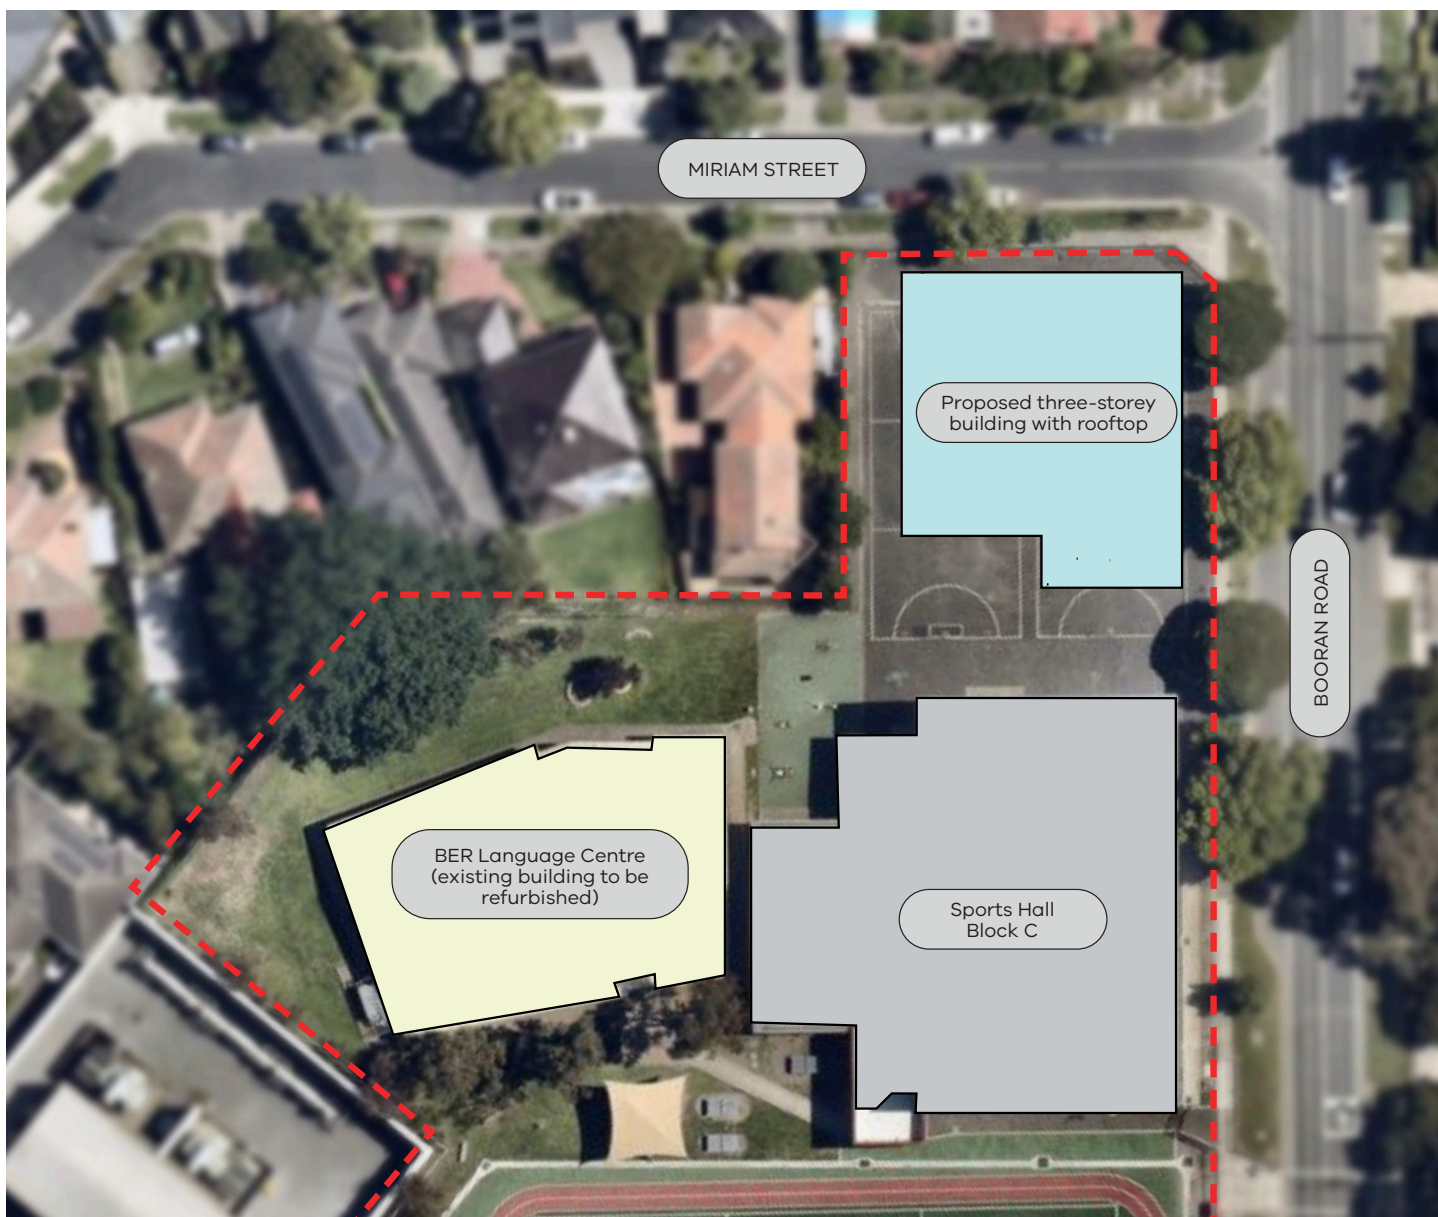 MIRIAM STREET
Proposed three-storey
building with rooftop
BOORAN ROAD
BER Language Centre
(existing building to be
refurbished)
Sports Hall
Block C